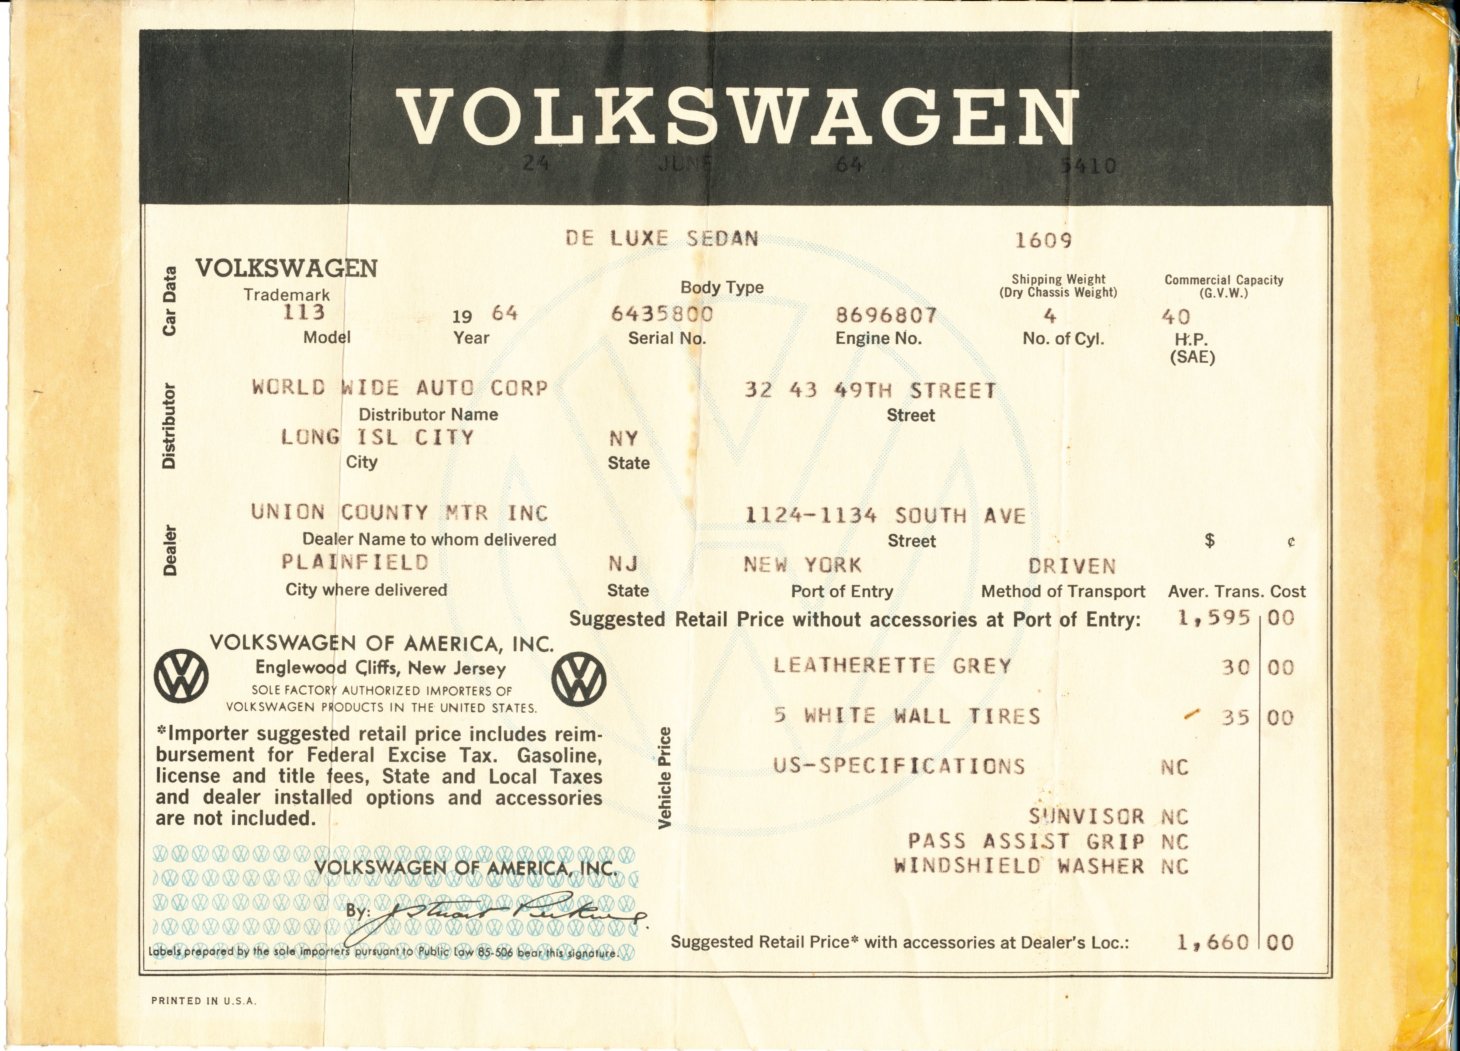 VOLKSWAGEN
24 JUNE 64 5410
DE LUXE SEDAN 1609
Car Data
VOLKSWAGEN
Trademark
Body Type
Shipping Weight
(Dry Chassis Weight)
Commercial Capacity
(G.V.W.)
113 19 64 6435800 8696807 4 40
Model Year Serial No. Engine No. No. of Cyl. H.P.
(SAE)
Distributor
WORLD WIDE AUTO CORP 32 43 49TH STREET
Distributor Name Street
LONG ISL CITY NY
City State
Dealer
UNION COUNTY MTR INC 1124-1134 SOUTH AVE
Dealer Name to whom delivered Street $ ¢
PLAINFIELD NJ NEW YORK DRIVEN
City where delivered State Port of Entry Method of Transport Aver. Trans. Cost
Suggested Retail Price without accessories at Port of Entry: 1,595 00
VOLKSWAGEN OF AMERICA, INC.
Englewood Cliffs, New Jersey
SOLE FACTORY AUTHORIZED IMPORTERS OF
VOLKSWAGEN PRODUCTS IN THE UNITED STATES.
*Importer suggested retail price includes reim-
bursement for Federal Excise Tax. Gasoline,
license and title fees, State and Local Taxes
and dealer installed options and accessories
are not included.
VOLKSWAGEN OF AMERICA, INC.
By: J Stuart Perkins.
Labels prepared by the sole importers pursuant to Public Law 85-506 bear this signature.
Vehicle Price
LEATHERETTE GREY 30 00
5 WHITE WALL TIRES 35 00
US-SPECIFICATIONS NC
SUNVISOR NC
PASS ASSIST GRIP NC
WINDSHIELD WASHER NC
Suggested Retail Price* with accessories at Dealer's Loc.: 1,660 00
PRINTED IN U.S.A.